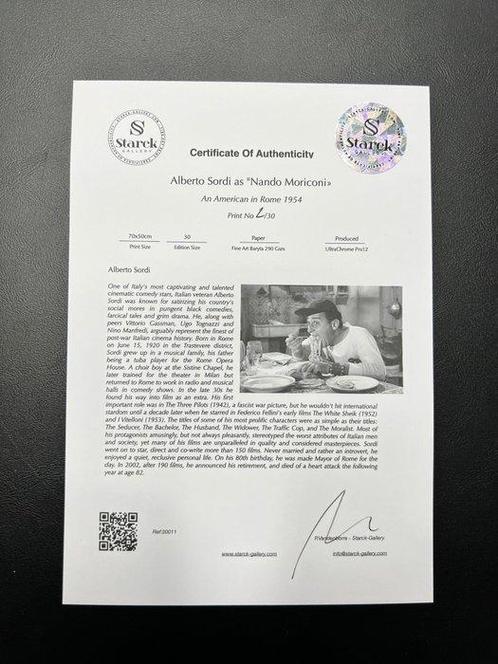 Starck
GALLERY
Starck
GALLERY
Certificate Of Authenticity
Alberto Sordi as "Nando Moriconi»
An American in Rome 1954
Print No 2/30
70x50cm
30
Paper
Produced
Print Size
Edition Size
Fine Art Baryta 290 Gsm
UltraChrome Pro12
Alberto Sordi
One of Italy's most captivating and talented
cinematic comedy stars, Italian veteran Alberto
Sordi was known for satirizing his country's
social mores in pungent black comedies,
farcical tales and grim drama. He, along with
peers Vittorio Gassman, Ugo Tognazzi and
Nino Manfredi, arguably represent the finest of
post-war Italian cinema history. Born in Rome
on June 15, 1920 in the Trastevere district,
Sordi grew up in a musical family, his father
being a tuba player for the Rome Opera
House. A choir boy at the Sistine Chapel, he
later trained for the theater in Milan but
returned to Rome to work in radio and musical
halls in comedy shows. In the late 30s he
found his way into film as an extra. His first
important role was in The Three Pilots (1942), a fascist war picture, but he wouldn't hit international
stardom until a decade later when he starred in Federico Fellini's early films The White Sheik (1952)
and I Vitelloni (1953). The titles of some of his most prolific characters were as simple as their titles:
The Seducer, The Bachelor, The Husband, The Widower, The Traffic Cop, and The Moralist. Most of
his protagonists amusingly, but not always pleasantly, stereotyped the worst attributes of Italian men
and society, yet many of his films are unparalleled in quality and considered masterpieces. Sordi
went on to star, direct and co-write more than 150 films. Never married and rather an introvert, he
enjoyed a quiet, reclusive personal life. On his 80th birthday, he was made Mayor of Rome for the
day. In 2002, after 190 films, he announced his retirement, and died of a heart attack the following
year at age 82.
Ref:00011
- Starck-Gallery
www.starck-gallery.com
info@starck-gallery.com